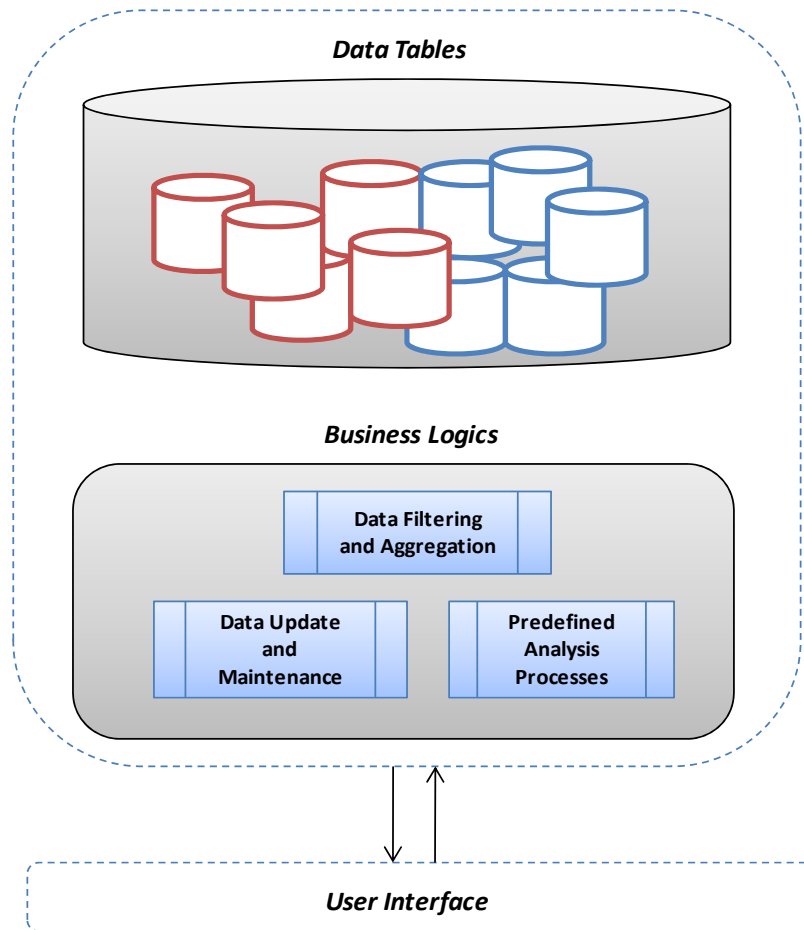 Data Tables
Business Logics
Data Filtering
and Aggregation
Data Update
and
Maintenance
Predefined
Analysis
Processes
User Interface